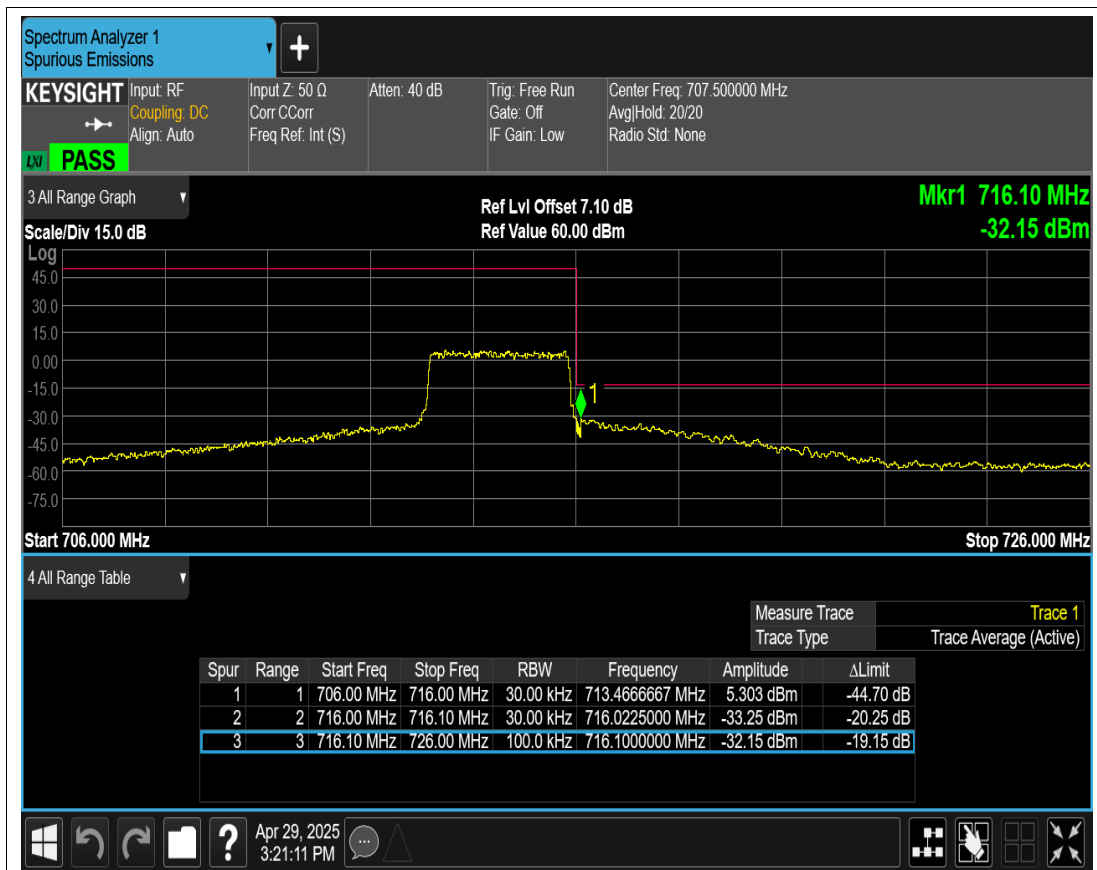 Spectrum Analyzer 1
Spurious Emissions
▼
+
KEYSIGHT
LXI PASS
Input: RF
Coupling: DC
Align: Auto
Input Z: 50 Ω
Corr CCorr
Freq Ref: Int (S)
Atten: 40 dB
Trig: Free Run
Gate: Off
IF Gain: Low
Center Freq: 707.500000 MHz
Avg|Hold: 20/20
Radio Std: None
3 All Range Graph ▼
Scale/Div 15.0 dB
Ref Lvl Offset 7.10 dB
Ref Value 60.00 dBm
Mkr1 716.10 MHz
-32.15 dBm
Log
45.0
30.0
15.0
0.00
-15.0
-30.0
-45.0
-60.0
-75.0
1
Start 706.000 MHz Stop 726.000 MHz
4 All Range Table ▼
Measure Trace Trace 1
Trace Type Trace Average (Active)
Spur Range Start Freq Stop Freq RBW Frequency Amplitude ΔLimit
1 1 706.00 MHz 716.00 MHz 30.00 kHz 713.4666667 MHz 5.303 dBm -44.70 dB
2 2 716.00 MHz 716.10 MHz 30.00 kHz 716.0225000 MHz -33.25 dBm -20.25 dB
3 3 716.10 MHz 726.00 MHz 100.0 kHz 716.1000000 MHz -32.15 dBm -19.15 dB
?
Apr 29, 2025
3:21:11 PM
...